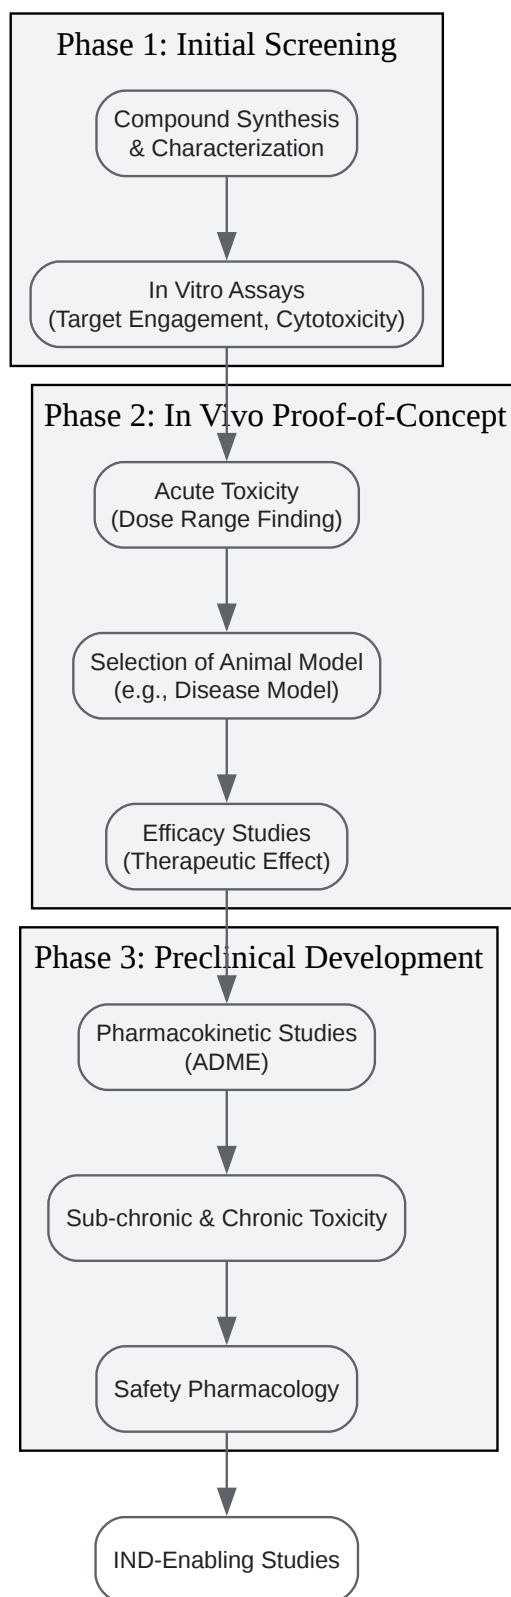 Phase 1: Initial Screening
Compound Synthesis
& Characterization
In Vitro Assays
(Target Engagement, Cytotoxicity)
Phase 2: In Vivo Proof-of-Concept
Acute Toxicity
(Dose Range Finding)
Selection of Animal Model
(e.g., Disease Model)
Efficacy Studies
(Therapeutic Effect)
Phase 3: Preclinical Development
Pharmacokinetic Studies
(ADME)
Sub-chronic & Chronic Toxicity
Safety Pharmacology
IND-Enabling Studies